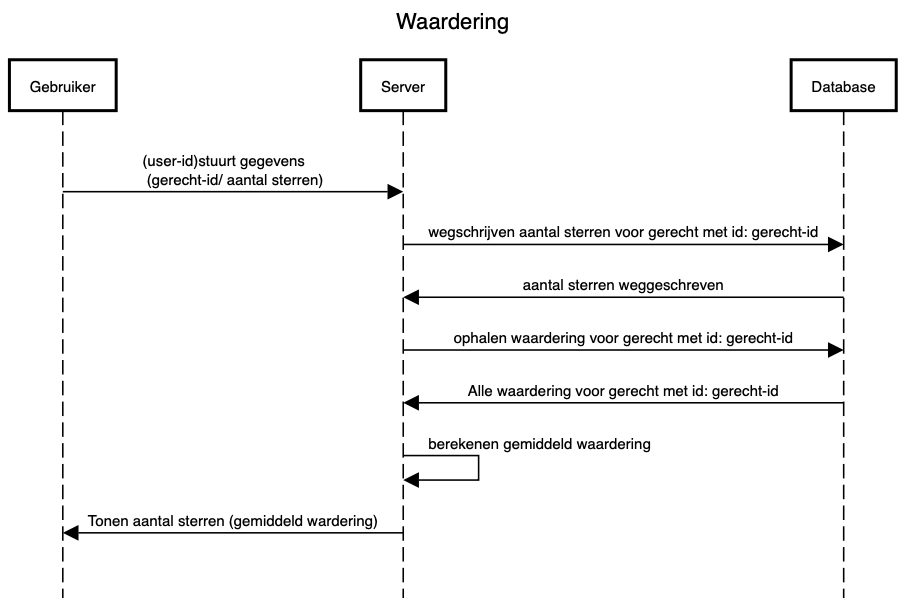 Waardering
Gebruiker
Server
Database
(user-id)stuurt gegevens
(gerecht-id/ aantal sterren)
wegschrijven aantal sterren voor gerecht met id: gerecht-id
aantal sterren weggeschreven
ophalen waardering voor gerecht met id: gerecht-id
Alle waardering voor gerecht met id: gerecht-id
berekenen gemiddeld waardering
Tonen aantal sterren (gemiddeld wardering)